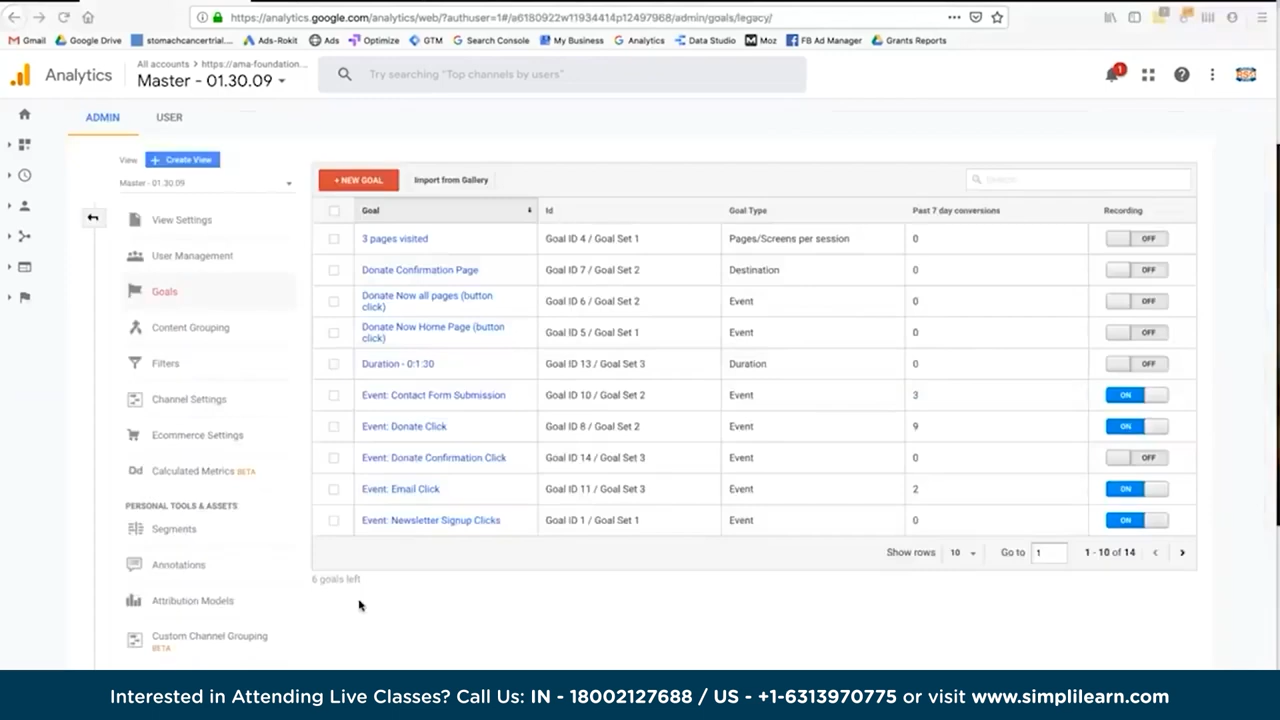 https://analytics.google.com/analytics/web/?authuser=1#/a6180922w11934414p12497968/admin/goals/legacy/
Gmail Google Drive stomachcancertrial.... Ads-Rokit Ads Optimize GTM Search Console My Business Analytics Data Studio Moz FB Ad Manager Grants Reports
All accounts > https://ama-foundation...
Analytics Master - 01.30.09
Try searching "Top channels by users"
1
ADMIN USER
View + Create View
Master - 01.30.09
+ NEW GOAL Import from Gallery
Goal Id Goal Type Past 7 day conversions Recording
3 pages visited Goal ID 4 / Goal Set 1 Pages/Screens per session 0 OFF
Donate Confirmation Page Goal ID 7 / Goal Set 2 Destination 0 OFF
Donate Now all pages (button
click) Goal ID 6 / Goal Set 2 Event 0 OFF
Donate Now Home Page (button
click) Goal ID 5 / Goal Set 1 Event 0 OFF
Duration - 0:1:30 Goal ID 13 / Goal Set 3 Duration 0 OFF
Event: Contact Form Submission Goal ID 10 / Goal Set 2 Event 3 ON
Event: Donate Click Goal ID 8 / Goal Set 2 Event 9 ON
Event: Donate Confirmation Click Goal ID 14 / Goal Set 3 Event 0 OFF
Event: Email Click Goal ID 11 / Goal Set 3 Event 2 ON
Event: Newsletter Signup Clicks Goal ID 1 / Goal Set 1 Event 0 ON
Show rows 10 Go to 1 1 - 10 of 14
6 goals left
View Settings
User Management
Goals
Content Grouping
Filters
Channel Settings
Ecommerce Settings
Dd Calculated Metrics BETA
PERSONAL TOOLS & ASSETS
Segments
Annotations
Attribution Models
Custom Channel Grouping
BETA
Interested in Attending Live Classes? Call Us: IN - 18002127688 / US - +1-6313970775 or visit www.simplilearn.com